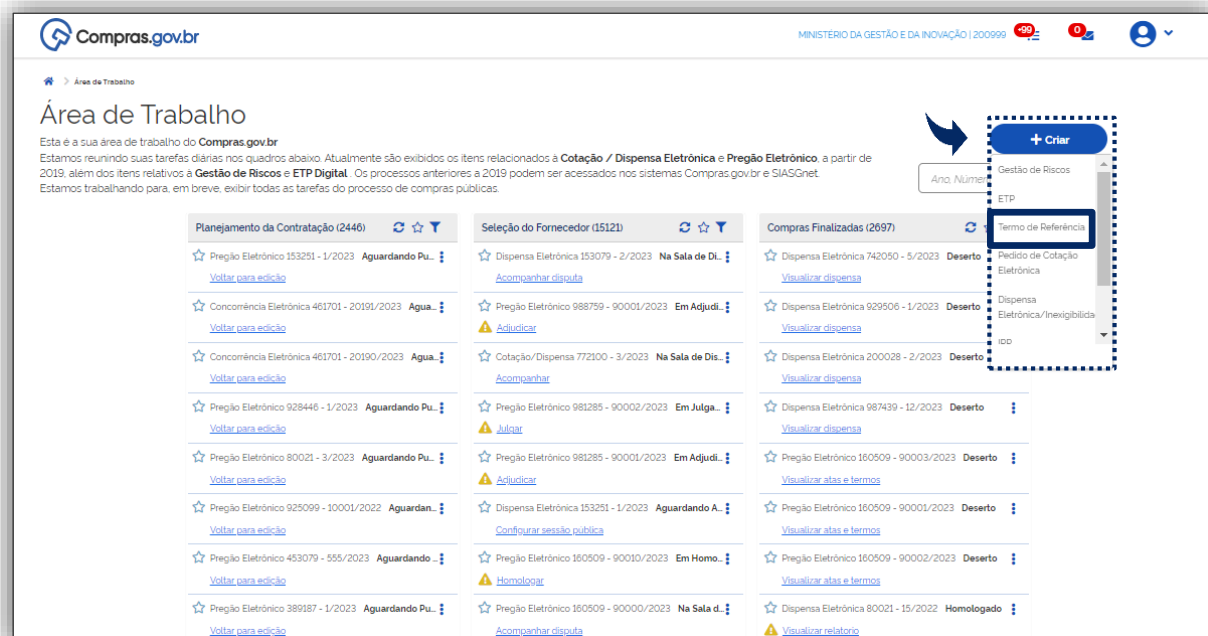 Compras.gov.br
MINISTÉRIO DA GESTÃO E DA INOVAÇÃO | 200999
+99
0
Área de Trabalho
Área de Trabalho
Esta é a sua área de trabalho do Compras.gov.br
Estamos reunindo suas tarefas diárias nos quadros abaixo. Atualmente são exibidos os itens relacionados à Cotação / Dispensa Eletrônica e Pregão Eletrônico, a partir de
2019, além dos itens relativos à Gestão de Riscos e ETP Digital . Os processos anteriores a 2019 podem ser acessados nos sistemas Compras.gov.br e SIASGnet.
Estamos trabalhando para, em breve, exibir todas as tarefas do processo de compras públicas.
+ Criar
Ano, Númer
Gestão de Riscos
ETP
Termo de Referência
Pedido de Cotação
Eletrônica
Dispensa
Eletrônica/Inexigibilida
IRP
Planejamento da Contratação (2446)
Pregão Eletrônico 153251 - 1/2023 Aguardando Pu...
Voltar para edição
Concorrência Eletrônica 461701 - 20191/2023 Agua...
Voltar para edição
Concorrência Eletrônica 461701 - 20190/2023 Agua...
Voltar para edição
Pregão Eletrônico 928446 - 1/2023 Aguardando Pu...
Voltar para edição
Pregão Eletrônico 80021 - 3/2023 Aguardando Pu...
Voltar para edição
Pregão Eletrônico 925099 - 10001/2022 Aguardan...
Voltar para edição
Pregão Eletrônico 453079 - 555/2023 Aguardando ...
Voltar para edição
Pregão Eletrônico 389187 - 1/2023 Aguardando Pu...
Voltar para edição
Seleção do Fornecedor (15121)
Dispensa Eletrônica 153079 - 2/2023 Na Sala de Di...
Acompanhar disputa
Pregão Eletrônico 988759 - 90001/2023 Em Adjudi...
Adjudicar
Cotação/Dispensa 772100 - 3/2023 Na Sala de Dis...
Acompanhar
Pregão Eletrônico 981285 - 90002/2023 Em Julga...
Julgar
Pregão Eletrônico 981285 - 90001/2023 Em Adjudi...
Adjudicar
Dispensa Eletrônica 153251 - 1/2023 Aguardando A...
Configurar sessão pública
Pregão Eletrônico 160509 - 90010/2023 Em Homo...
Homologar
Pregão Eletrônico 160509 - 90000/2023 Na Sala d...
Acompanhar disputa
Compras Finalizadas (2697)
Dispensa Eletrônica 742050 - 5/2023 Deserto
Visualizar dispensa
Dispensa Eletrônica 929506 - 1/2023 Deserto
Visualizar dispensa
Dispensa Eletrônica 200028 - 2/2023 Deserto
Visualizar dispensa
Dispensa Eletrônica 987439 - 12/2023 Deserto
Visualizar dispensa
Pregão Eletrônico 160509 - 90003/2023 Deserto
Visualizar atas e termos
Pregão Eletrônico 160509 - 90001/2023 Deserto
Visualizar atas e termos
Pregão Eletrônico 160509 - 90002/2023 Deserto
Visualizar atas e termos
Dispensa Eletrônica 80021 - 15/2022 Homologado
Visualizar relatorio